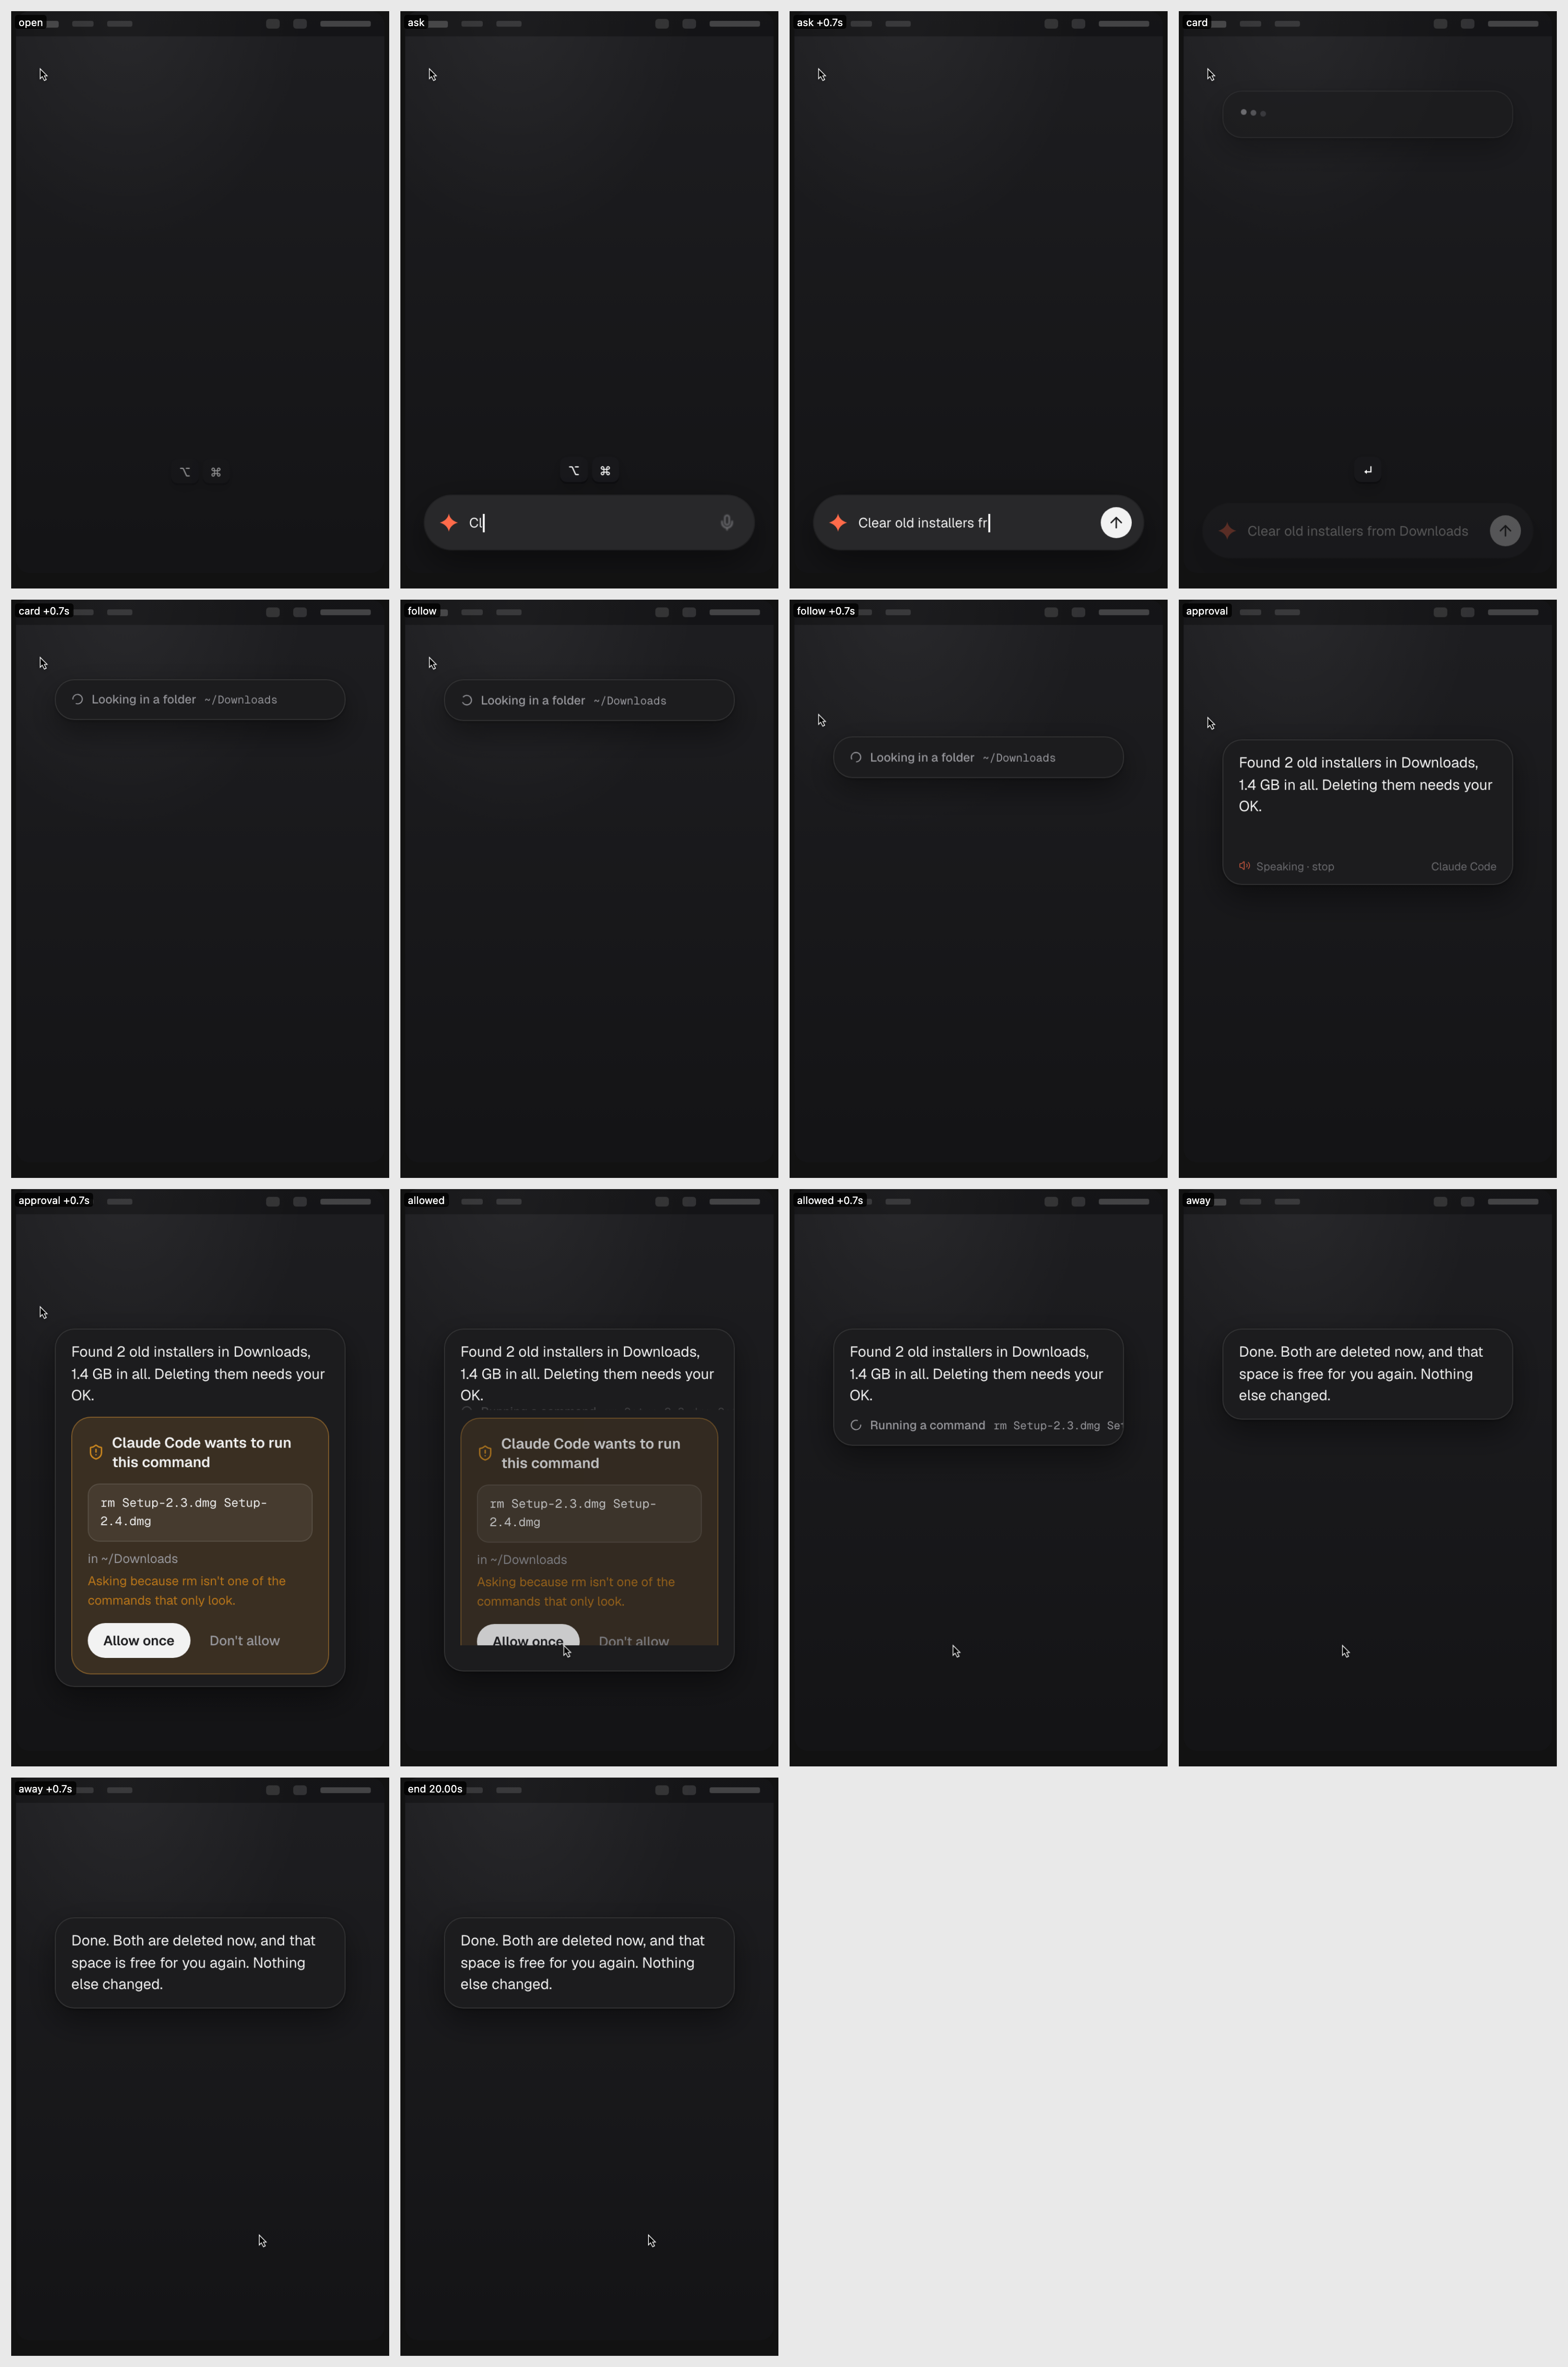 open
ask
ask +0.7s
card
⌥ ⌘
⌥ ⌘
Cl
Clear old installers fr
↵
Clear old installers from Downloads
card +0.7s
follow
follow +0.7s
approval
Looking in a folder ~/Downloads
Looking in a folder ~/Downloads
Looking in a folder ~/Downloads
Found 2 old installers in Downloads,
1.4 GB in all. Deleting them needs your
OK.
Speaking · stop
Claude Code
approval +0.7s
allowed
allowed +0.7s
away
Found 2 old installers in Downloads,
1.4 GB in all. Deleting them needs your
OK.
Claude Code wants to run
this command
rm Setup-2.3.dmg Setup-
2.4.dmg
in ~/Downloads
Asking because rm isn't one of the
commands that only look.
Allow once
Don't allow
Found 2 old installers in Downloads,
1.4 GB in all. Deleting them needs your
OK.
Claude Code wants to run
this command
rm Setup-2.3.dmg Setup-
2.4.dmg
in ~/Downloads
Asking because rm isn't one of the
commands that only look.
Allow once
Don't allow
Found 2 old installers in Downloads,
1.4 GB in all. Deleting them needs your
OK.
Running a command rm Setup-2.3.dmg Set
Done. Both are deleted now, and that
space is free for you again. Nothing
else changed.
away +0.7s
end 20.00s
Done. Both are deleted now, and that
space is free for you again. Nothing
else changed.
Done. Both are deleted now, and that
space is free for you again. Nothing
else changed.